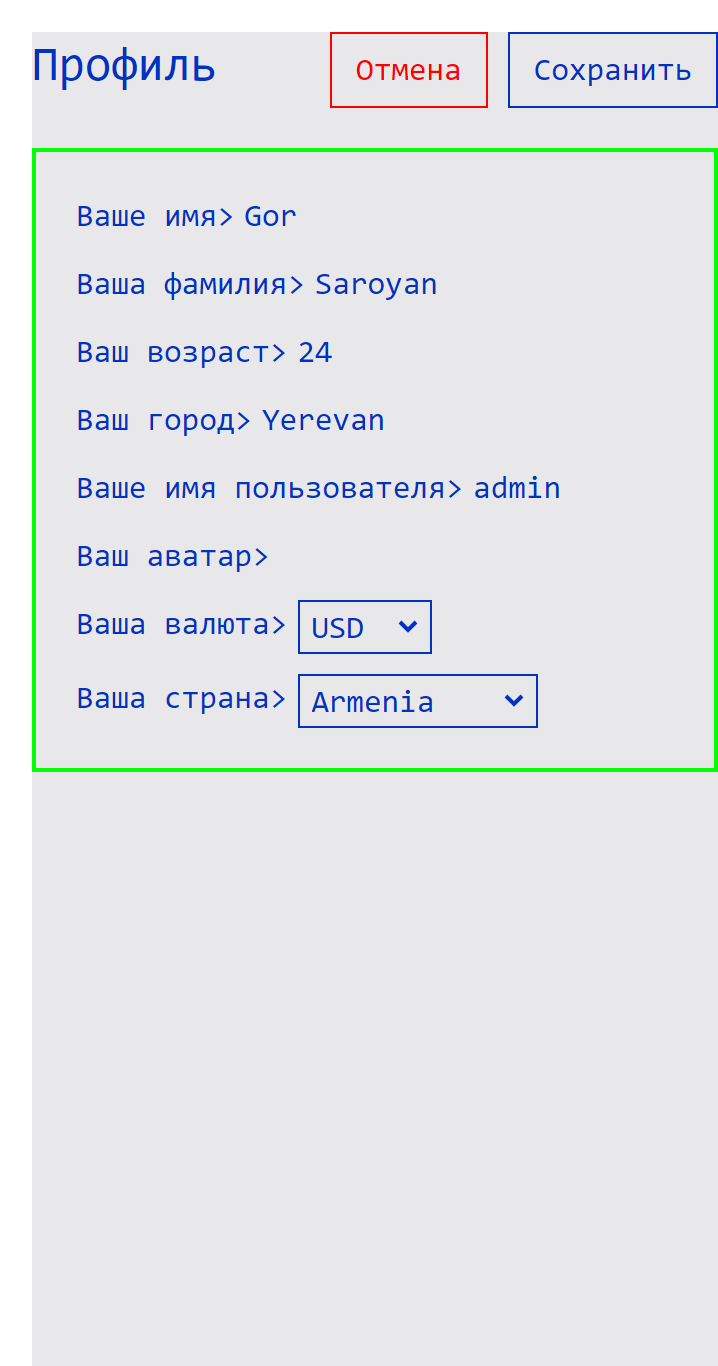 Профиль Отмена Сохранить
Ваше имя> Gor
Ваша фамилия> Saroyan
Ваш возраст> 24
Ваш город> Yerevan
Ваше имя пользователя> admin
Ваш аватар>
Ваша валюта> USD
Ваша страна> Armenia